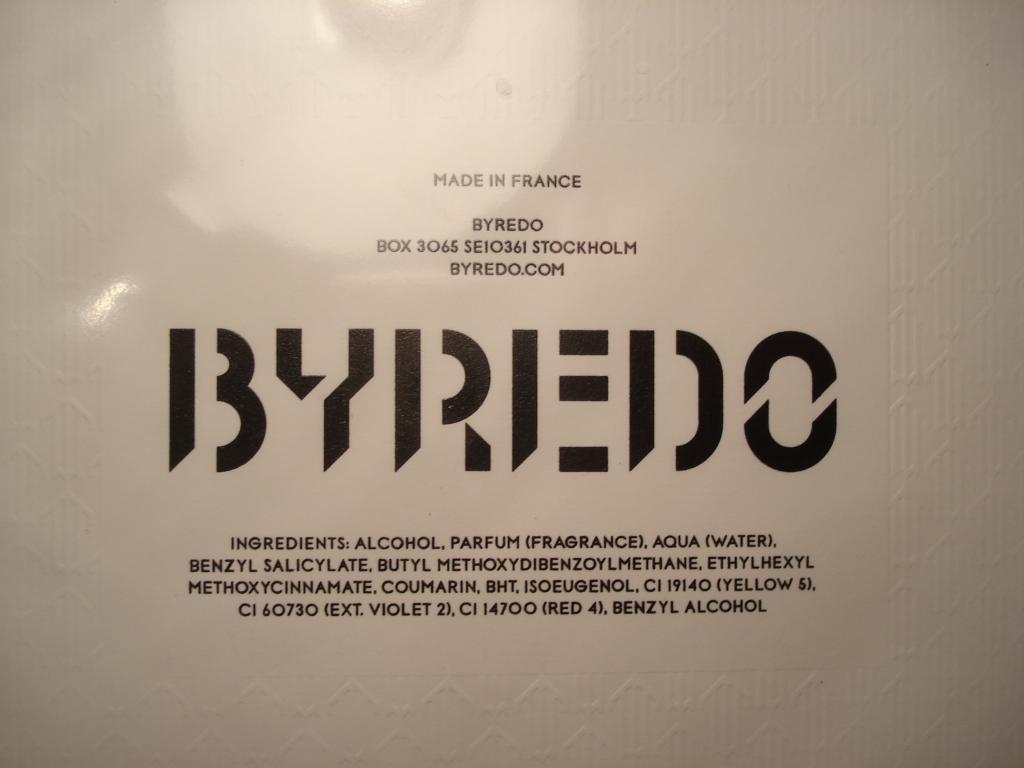 MADE IN FRANCE
BYREDO
BOX 3065 SE10361 STOCKHOLM
BYREDO.COM
BYREDO
INGREDIENTS: ALCOHOL, PARFUM (FRAGRANCE), AQUA (WATER),
BENZYL SALICYLATE, BUTYL METHOXYDIBENZOYLMETHANE, ETHYLHEXYL
METHOXYCINNAMATE, COUMARIN, BHT, ISOEUGENOL, CI 19140 (YELLOW 5),
CI 60730 (EXT. VIOLET 2), CI 14700 (RED 4), BENZYL ALCOHOL